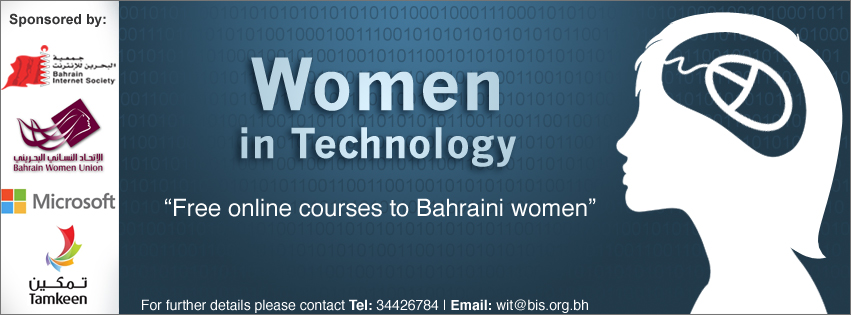 Sponsored by:
جمعية
البحرين للإنترنت
Bahrain
Internet Society
الإتحاد النسائي البحريني
Bahrain Women Union
Microsoft
تمكين
Tamkeen
Women
in Technology
“Free online courses to Bahraini women”
For further details please contact Tel: 34426784 | Email: wit@bis.org.bh